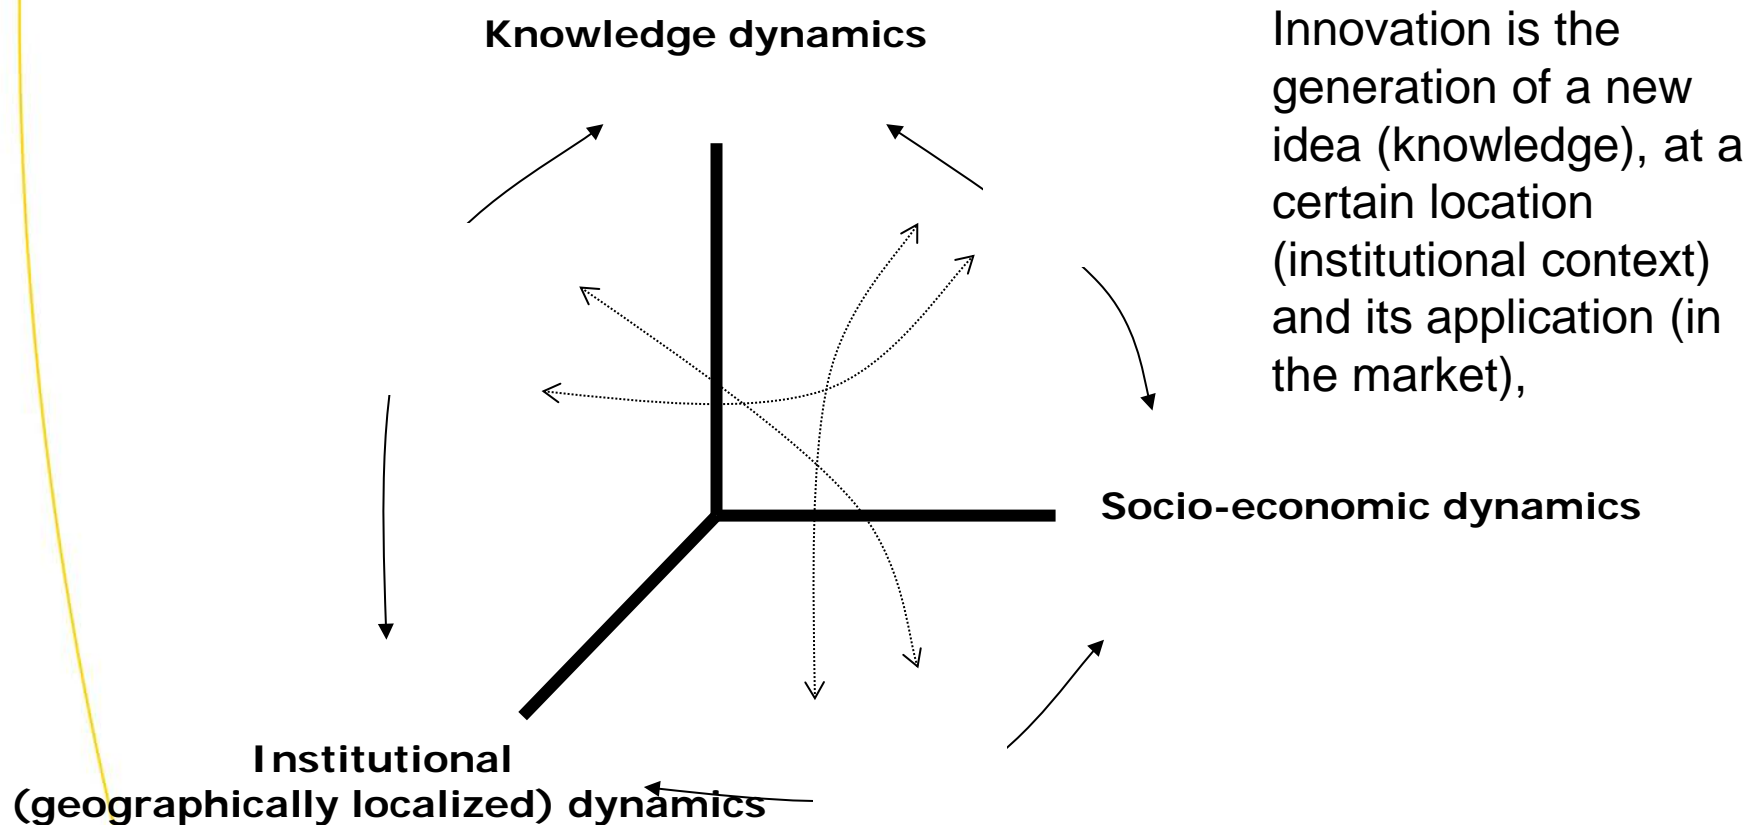 Knowledge dynamics
Innovation is the
generation of a new
idea (knowledge), at a
certain location
(institutional context)
and its application (in
the market),
Socio-economic dynamics
Institutional
(geographically localized) dynamics